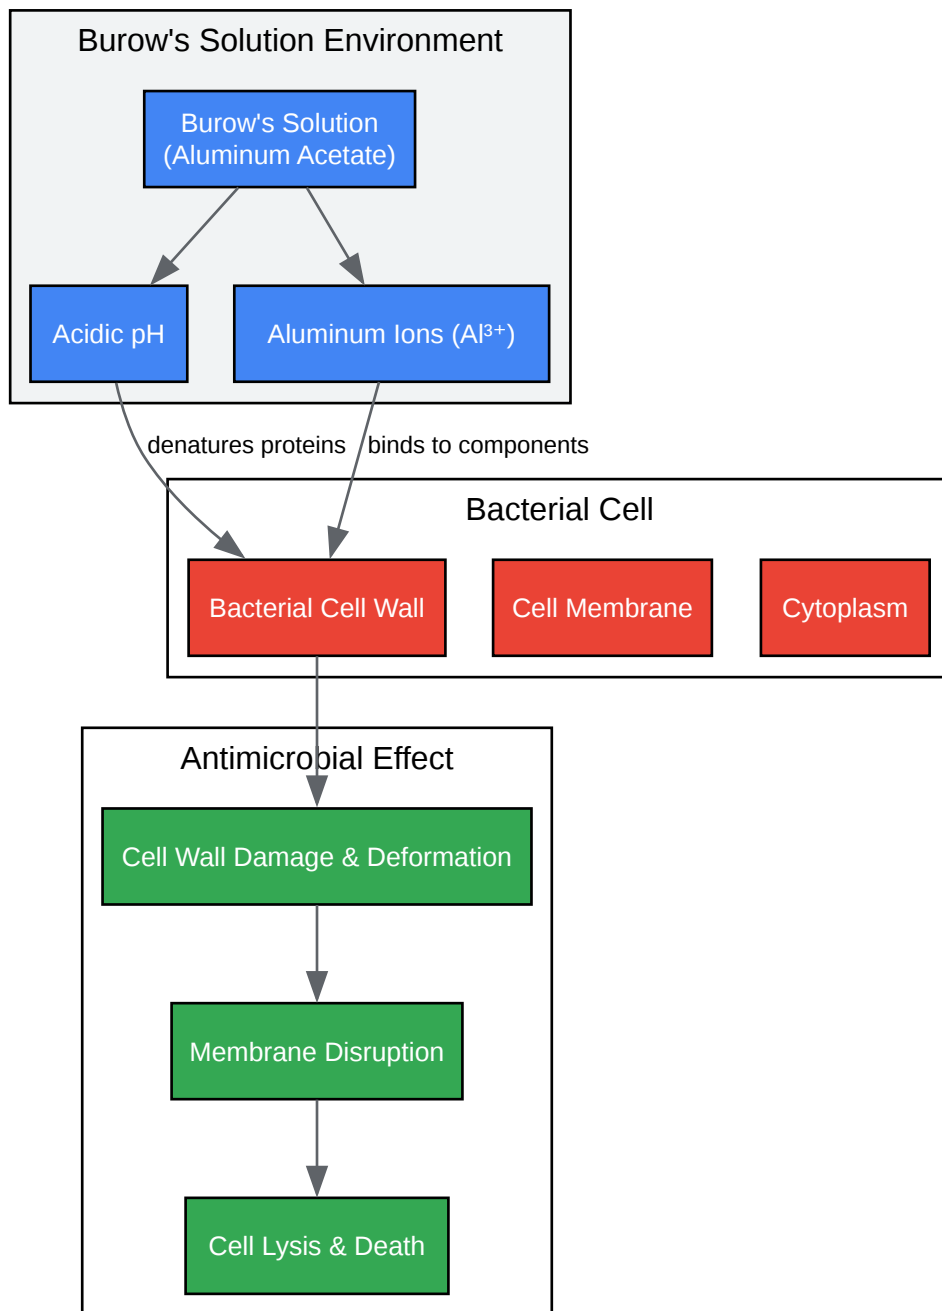 Burow's Solution Environment
Burow's Solution
(Aluminum Acetate)
Acidic pH
Aluminum Ions (Al³⁺)
denatures proteins
binds to components
Bacterial Cell
Bacterial Cell Wall
Cell Membrane
Cytoplasm
Antimicrobial Effect
Cell Wall Damage & Deformation
Membrane Disruption
Cell Lysis & Death